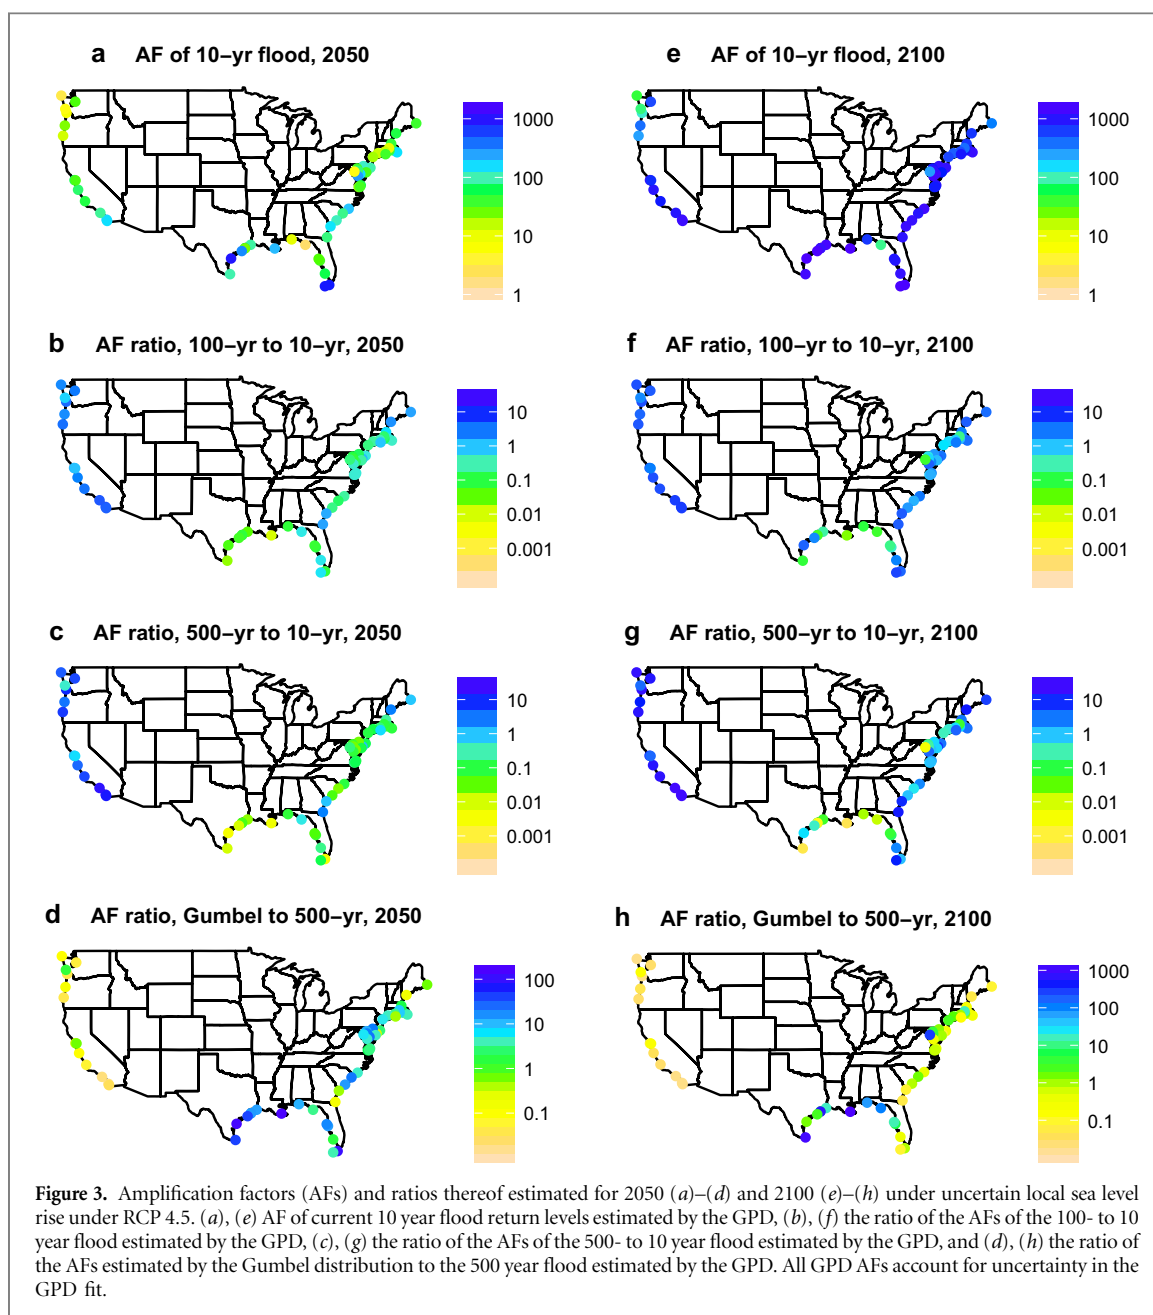 a AF of 10−yr flood, 2050
1000
100
10
1
e AF of 10−yr flood, 2100
1000
100
10
1
b AF ratio, 100−yr to 10−yr, 2050
10
1
0.1
0.01
0.001
f AF ratio, 100−yr to 10−yr, 2100
10
1
0.1
0.01
0.001
c AF ratio, 500−yr to 10−yr, 2050
10
1
0.1
0.01
0.001
g AF ratio, 500−yr to 10−yr, 2100
10
1
0.1
0.01
0.001
d AF ratio, Gumbel to 500−yr, 2050
100
10
1
0.1
h AF ratio, Gumbel to 500−yr, 2100
1000
100
10
1
0.1
Figure 3. Amplification factors (AFs) and ratios thereof estimated for 2050 (a)–(d) and 2100 (e)–(h) under uncertain local sea level
rise under RCP 4.5. (a), (e) AF of current 10 year flood return levels estimated by the GPD, (b), (f) the ratio of the AFs of the 100- to 10
year flood estimated by the GPD, (c), (g) the ratio of the AFs of the 500- to 10 year flood estimated by the GPD, and (d), (h) the ratio of
the AFs estimated by the Gumbel distribution to the 500 year flood estimated by the GPD. All GPD AFs account for uncertainty in the
GPD fit.